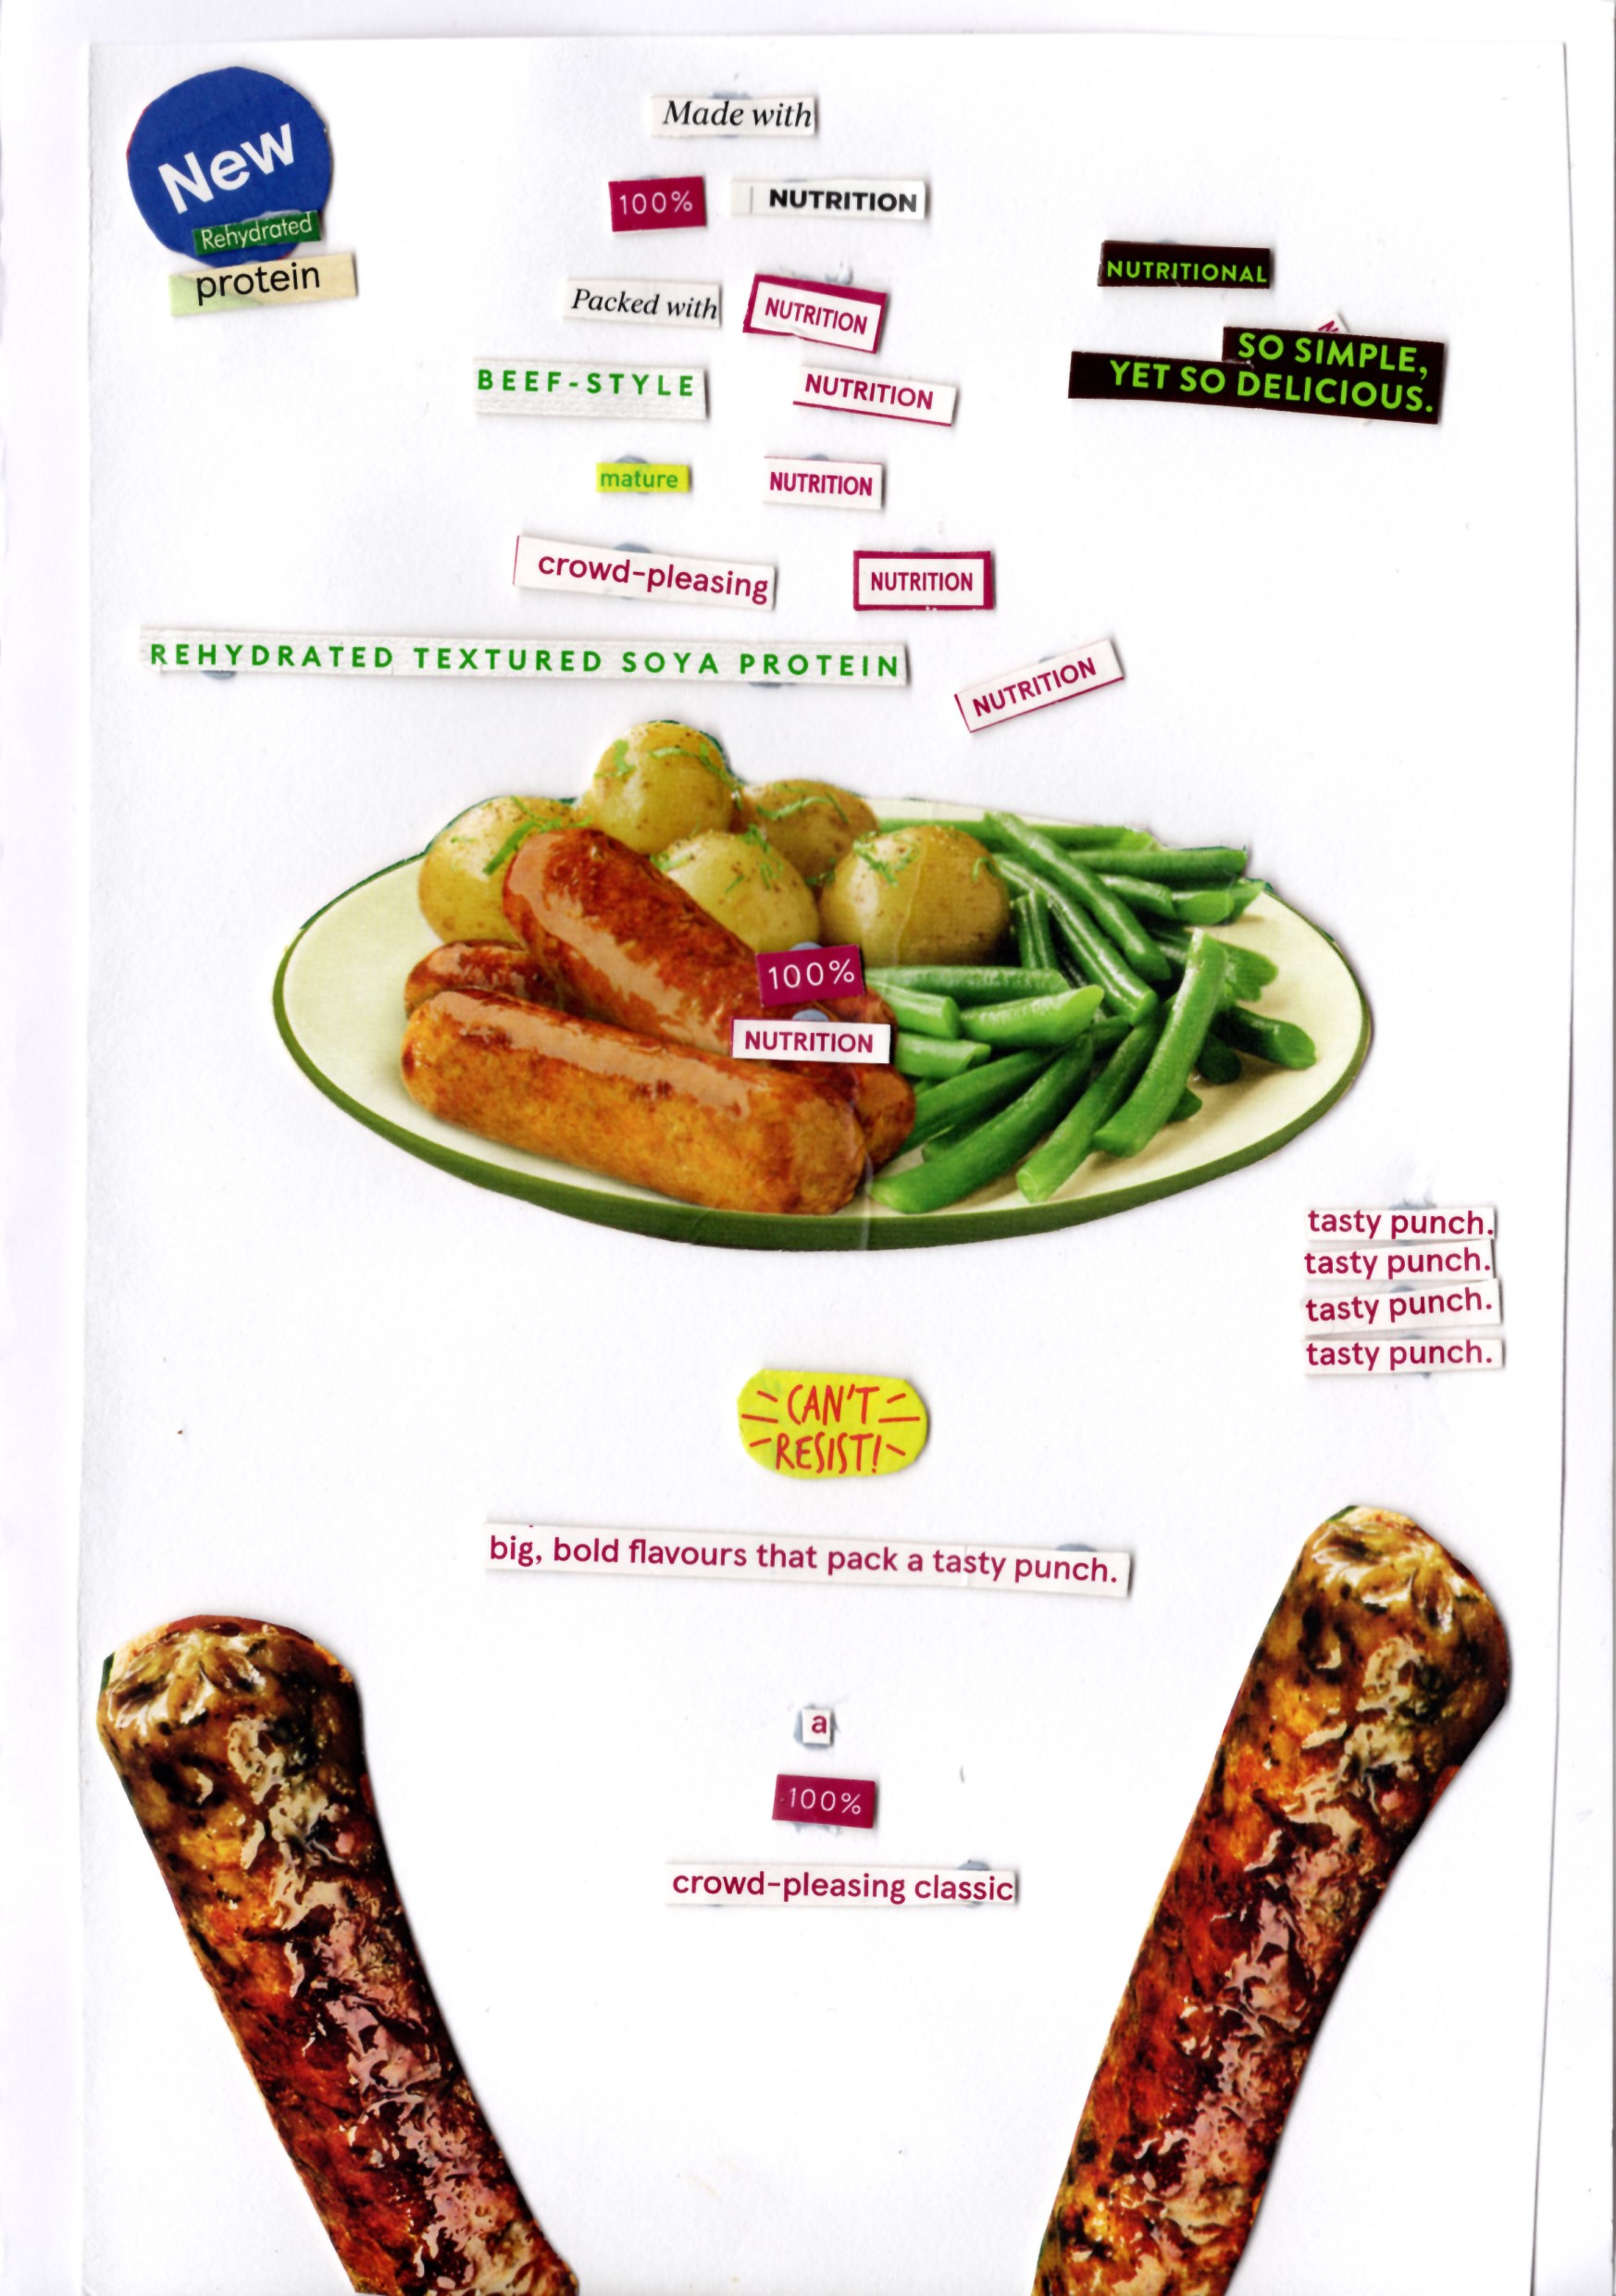 New
Rehydrated
protein
Made with
100% NUTRITION
Packed with NUTRITION
BEEF-STYLE NUTRITION
mature NUTRITION
crowd-pleasing NUTRITION
REHYDRATED TEXTURED SOYA PROTEIN NUTRITION
NUTRITIONAL
SO SIMPLE,
YET SO DELICIOUS.
100%
NUTRITION
tasty punch.
tasty punch.
tasty punch.
tasty punch.
CAN'T
RESIST!
big, bold flavours that pack a tasty punch.
a
100%
crowd-pleasing classic